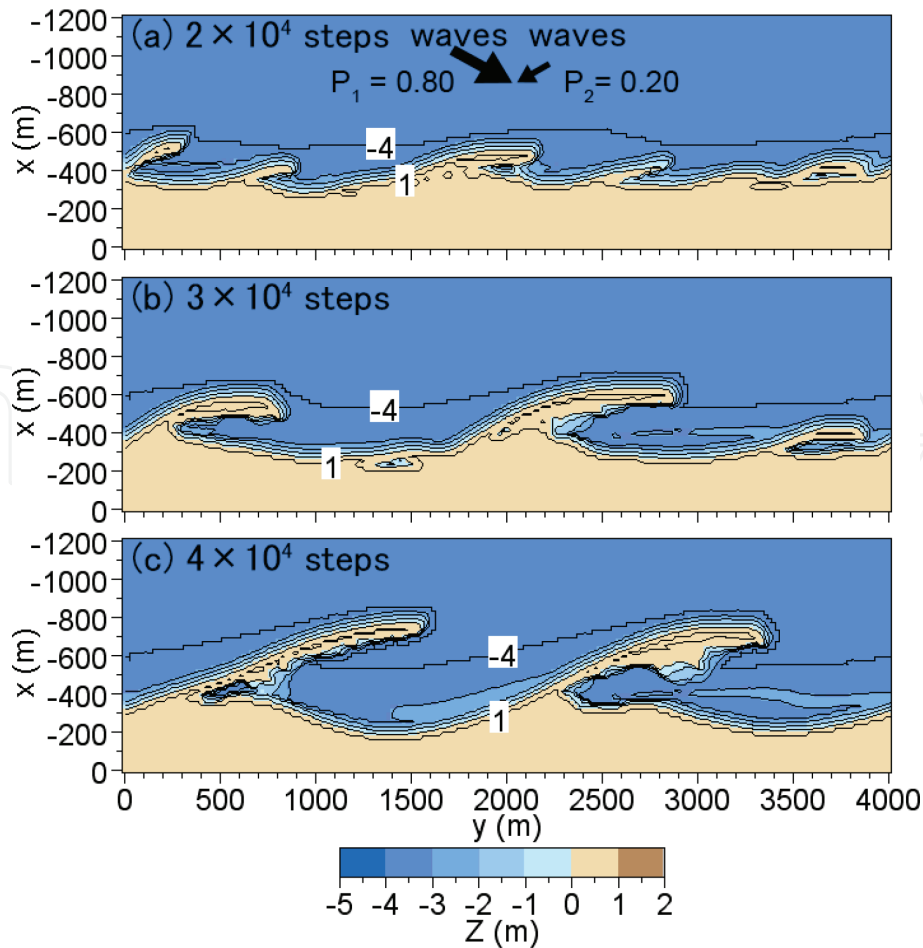 (a) 2×10⁴ steps waves waves
P₁ = 0.80 P₂ = 0.20
-1200
-1000
-800
-600
-400
-200
0
x (m)
-4
1
(b) 3×10⁴ steps
-1200
-1000
-800
-600
-400
-200
0
x (m)
-4
1
(c) 4×10⁴ steps
-1200
-1000
-800
-600
-400
-200
0
x (m)
-4
1
0 500 1000 1500 2000 2500 3000 3500 4000
y (m)
-5 -4 -3 -2 -1 0 1 2
Z (m)